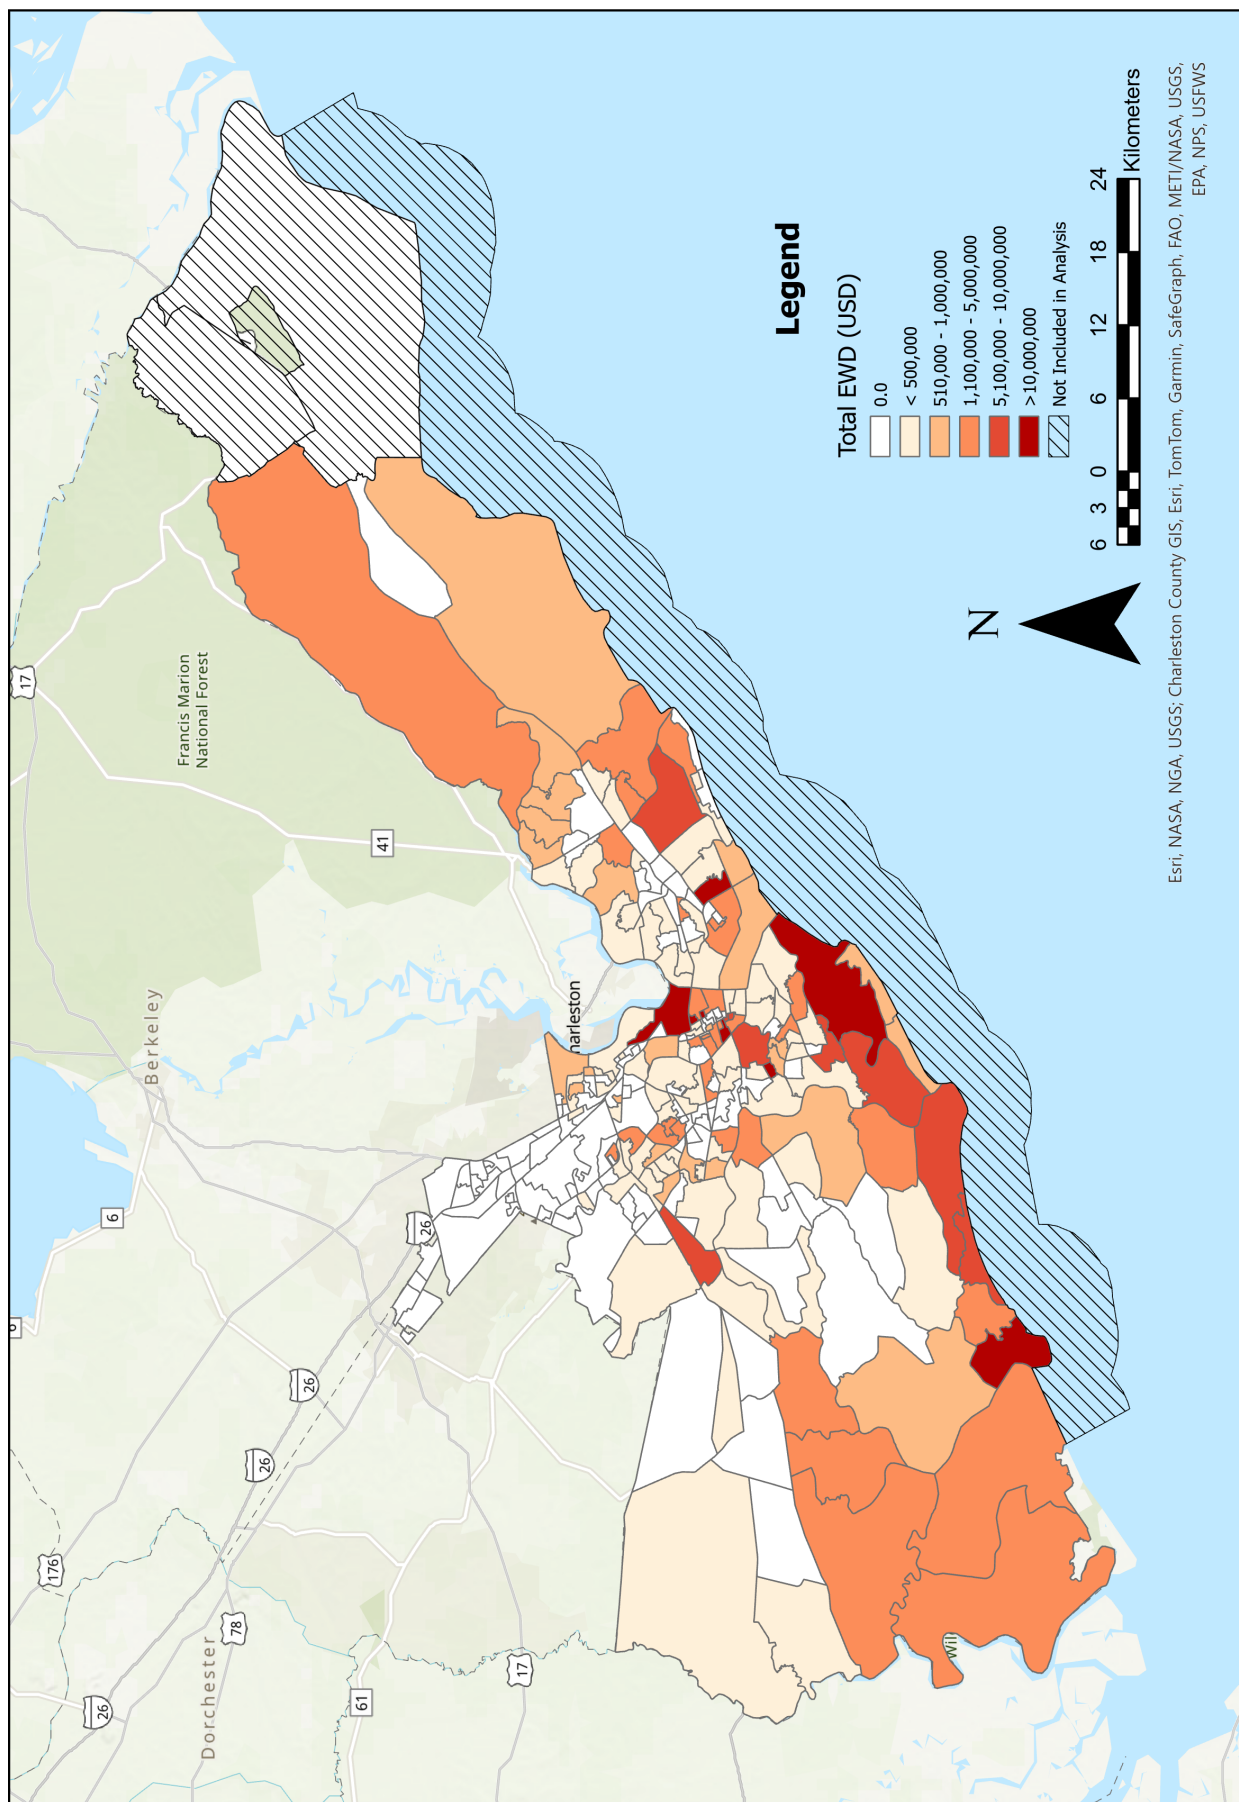 17
Francis Marion
National Forest
41
Berkeley
harleston
6
26
26
26
176
78
Dorchester
26
61
17
Wil
Legend
Total EWD (USD)
0.0
< 500,000
510,000 - 1,000,000
1,100,000 - 5,000,000
5,100,000 - 10,000,000
>10,000,000
Not Included in Analysis
N
6 3 0 6 12 18 24
Kilometers
Esri, NASA, NGA, USGS; Charleston County GIS, Esri, TomTom, Garmin, SafeGraph, FAO, METI/NASA, USGS,
EPA, NPS, USFWS